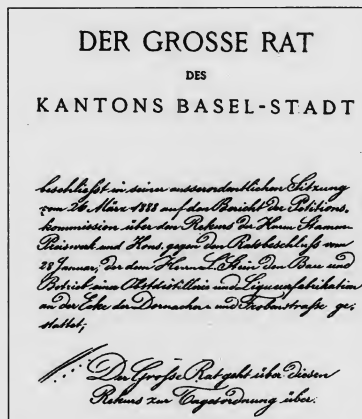 DER GROSSE RAT
DES
KANTONS BASEL-STADT
beschließt in seiner ausserordentlichen Sitzung
vom 26. März 1888 auf den Bericht der Petitions-
kommission über den Rekurs der Herrn Stamm-
Preiswerk und Kons. gegen den Ratsbeschluß vom
28 Januar, der dem Herrn L. Stein den Bau und
Betrieb einer Obstdistillerie und Liqueurfabrikation
an der Ecke der Dornacher- und Frobenstraße ge-
stattet;
Der Große Rat geht über diesen
Rekurs zur Tagesordnung über.